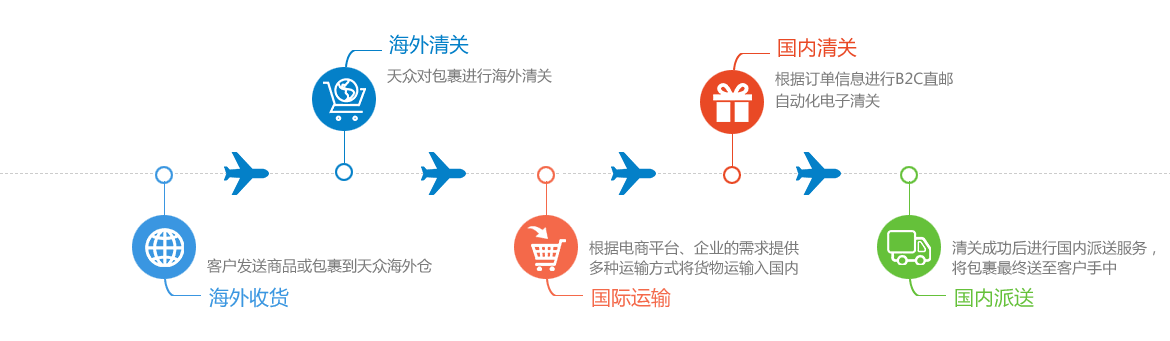 海外清关
天众对包裹进行海外清关
国内清关
根据订单信息进行B2C直邮
自动化电子清关
客户发送商品或包裹到天众海外仓
海外收货
根据电商平台、企业的需求提供
多种运输方式将货物运输入国内
国际运输
清关成功后进行国内派送服务，
将包裹最终送至客户手中
国内派送